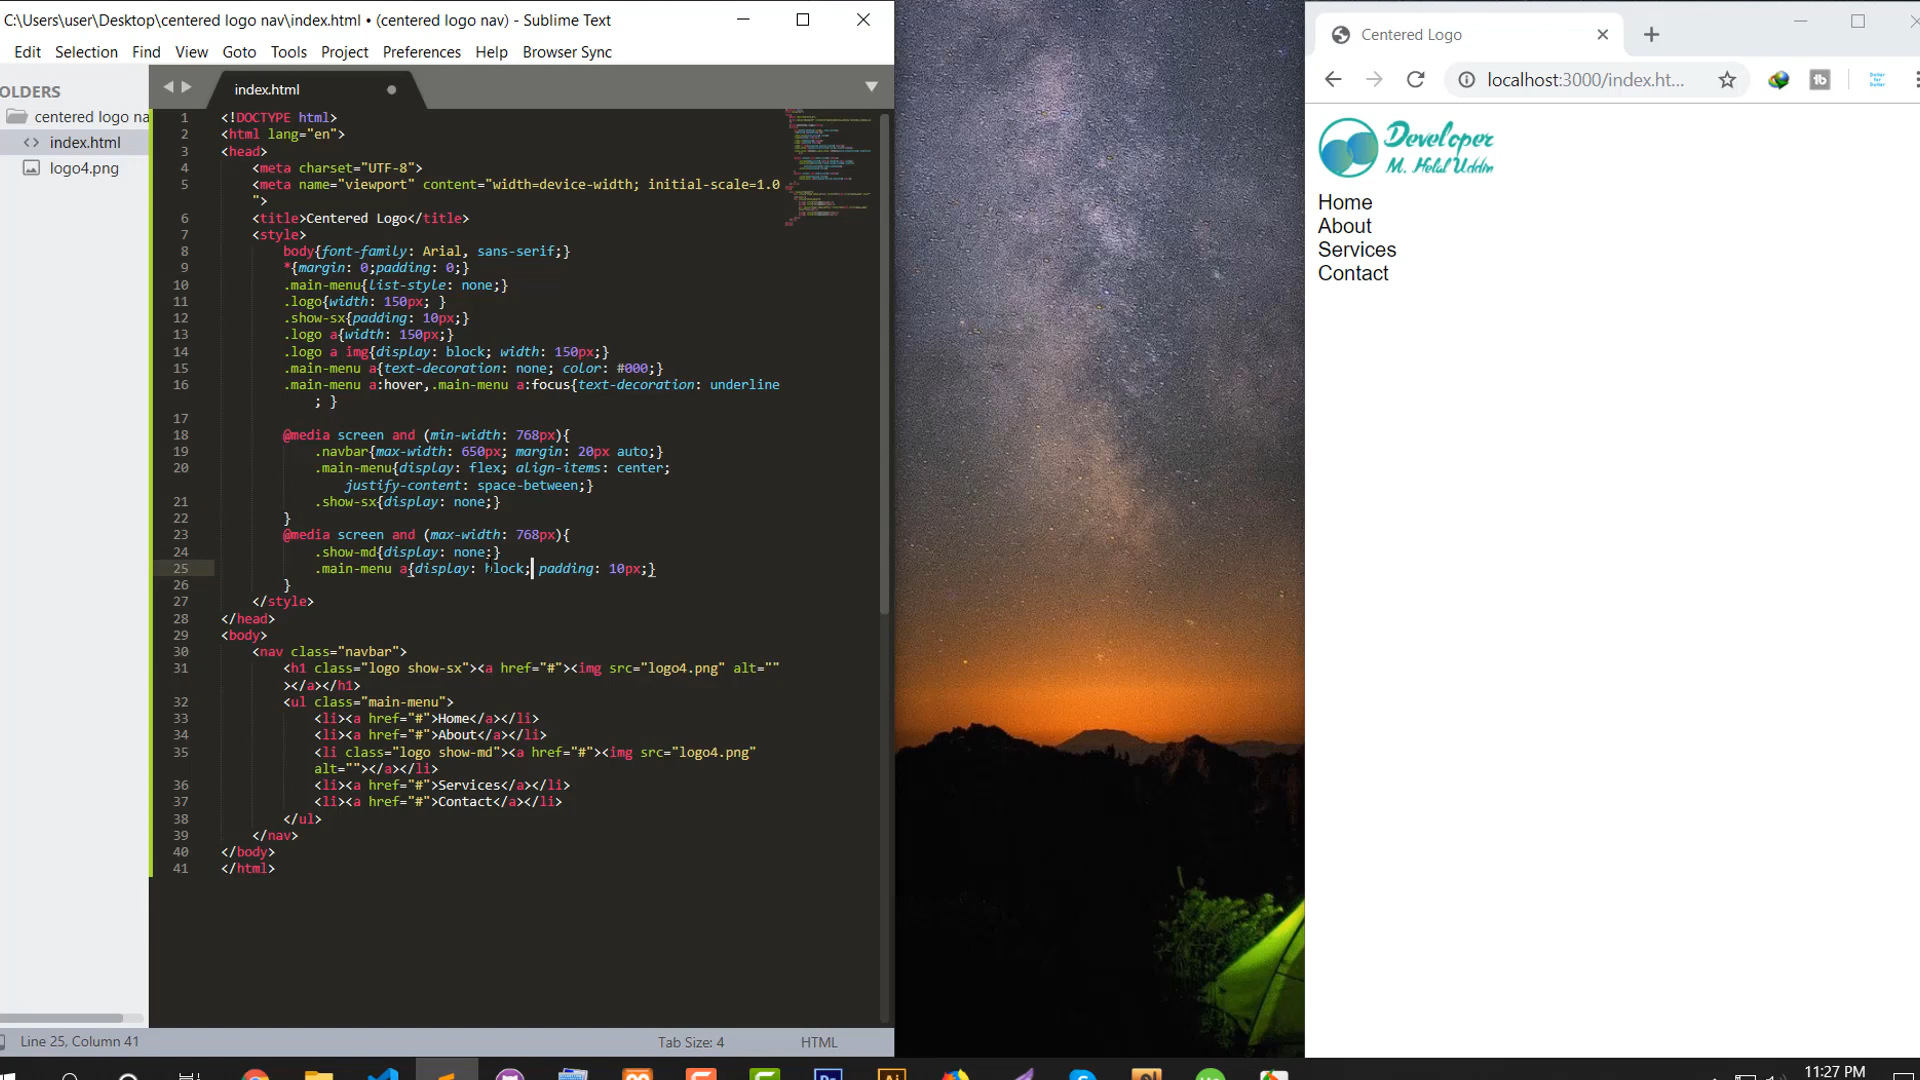 C:\Users\user\Desktop\centered logo nav\index.html • (centered logo nav) - Sublime Text
Edit Selection Find View Goto Tools Project Preferences Help Browser Sync
OLDERS
centered logo na
index.html
logo4.png
index.html
1 <!DOCTYPE html>
2 <html lang="en">
3 <head>
4 <meta charset="UTF-8">
5 <meta name="viewport" content="width=device-width; initial-scale=1.0
">
6 <title>Centered Logo</title>
7 <style>
8 body{font-family: Arial, sans-serif;}
9 *{margin: 0;padding: 0;}
10 .main-menu{list-style: none;}
11 .logo{width: 150px; }
12 .show-sx{padding: 10px;}
13 .logo a{width: 150px;}
14 .logo a img{display: block; width: 150px;}
15 .main-menu a{text-decoration: none; color: #000;}
16 .main-menu a:hover,.main-menu a:focus{text-decoration: underline
; }
17
18 @media screen and (min-width: 768px){
19 .navbar{max-width: 650px; margin: 20px auto;}
20 .main-menu{display: flex; align-items: center;
justify-content: space-between;}
21 .show-sx{display: none;}
22 }
23 @media screen and (max-width: 768px){
24 .show-md{display: none;}
25 .main-menu a{display: block; padding: 10px;}
26 }
27 </style>
28 </head>
29 <body>
30 <nav class="navbar">
31 <h1 class="logo show-sx"><a href="#"><img src="logo4.png" alt=""
></a></h1>
32 <ul class="main-menu">
33 <li><a href="#">Home</a></li>
34 <li><a href="#">About</a></li>
35 <li class="logo show-md"><a href="#"><img src="logo4.png"
alt=""></a></li>
36 <li><a href="#">Services</a></li>
37 <li><a href="#">Contact</a></li>
38 </ul>
39 </nav>
40 </body>
41 </html>
Line 25, Column 41
Tab Size: 4
HTML
Centered Logo
localhost:3000/index.ht...
Developer
M. Helal Uddin
Home
About
Services
Contact
11:27 PM